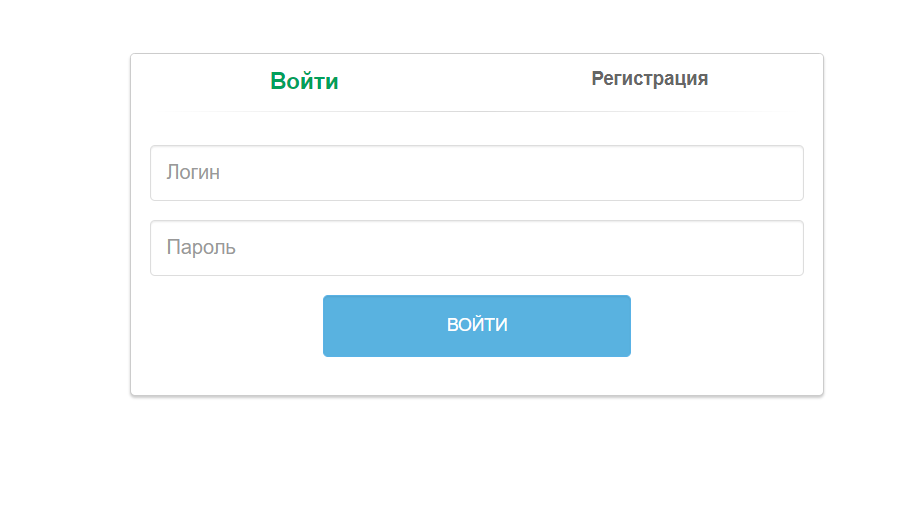 Войти
Регистрация
Логин
Пароль
ВОЙТИ